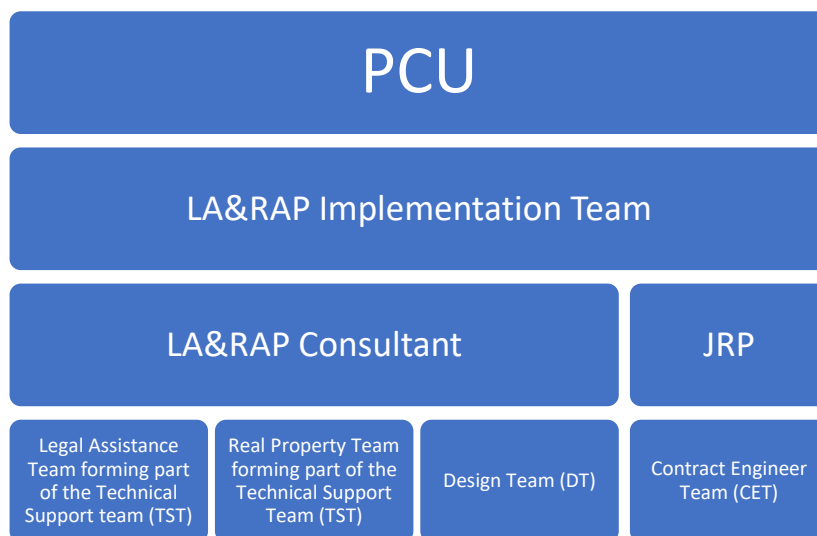 PCU
LA&RAP Implementation Team
LA&RAP Consultant
JRP
Legal Assistance
Team forming part
of the Technical
Support team (TST)
Real Property Team
forming part of the
Technical Support
Team (TST)
Design Team (DT)
Contract Engineer
Team (CET)